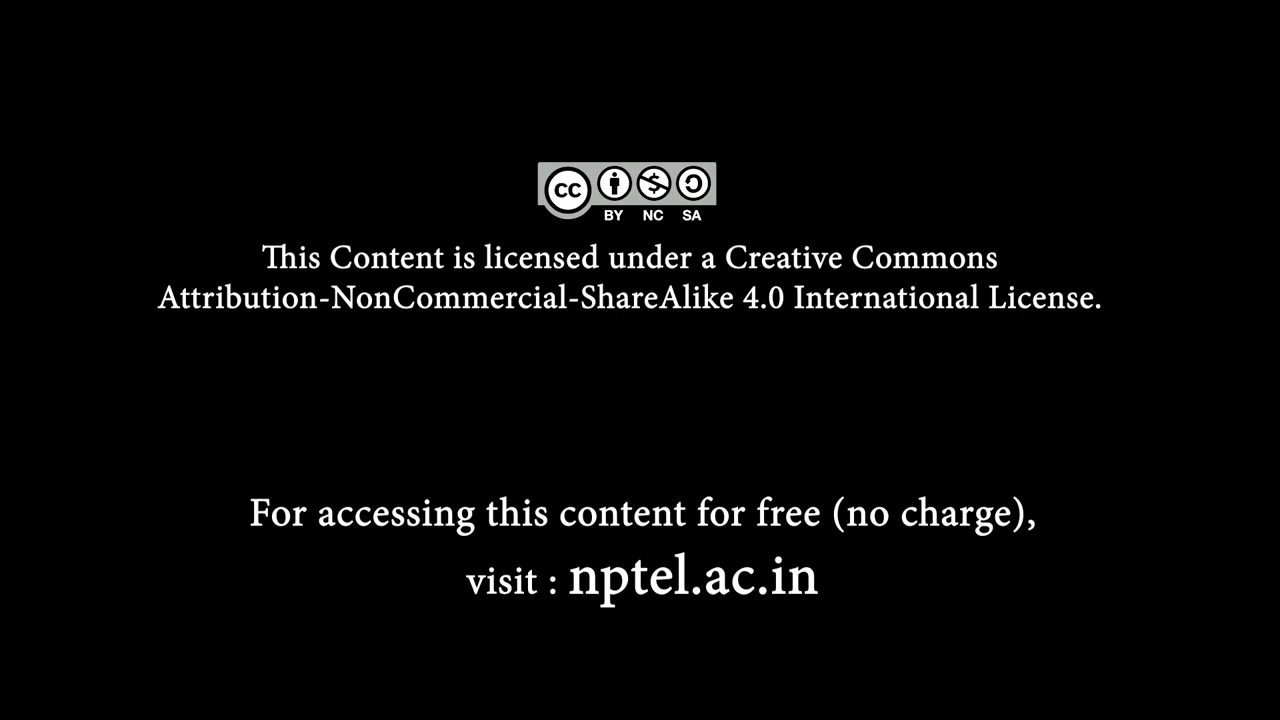 cc
BY NC SA
This Content is licensed under a Creative Commons
Attribution-NonCommercial-ShareAlike 4.0 International License.
For accessing this content for free (no charge),
visit : nptel.ac.in